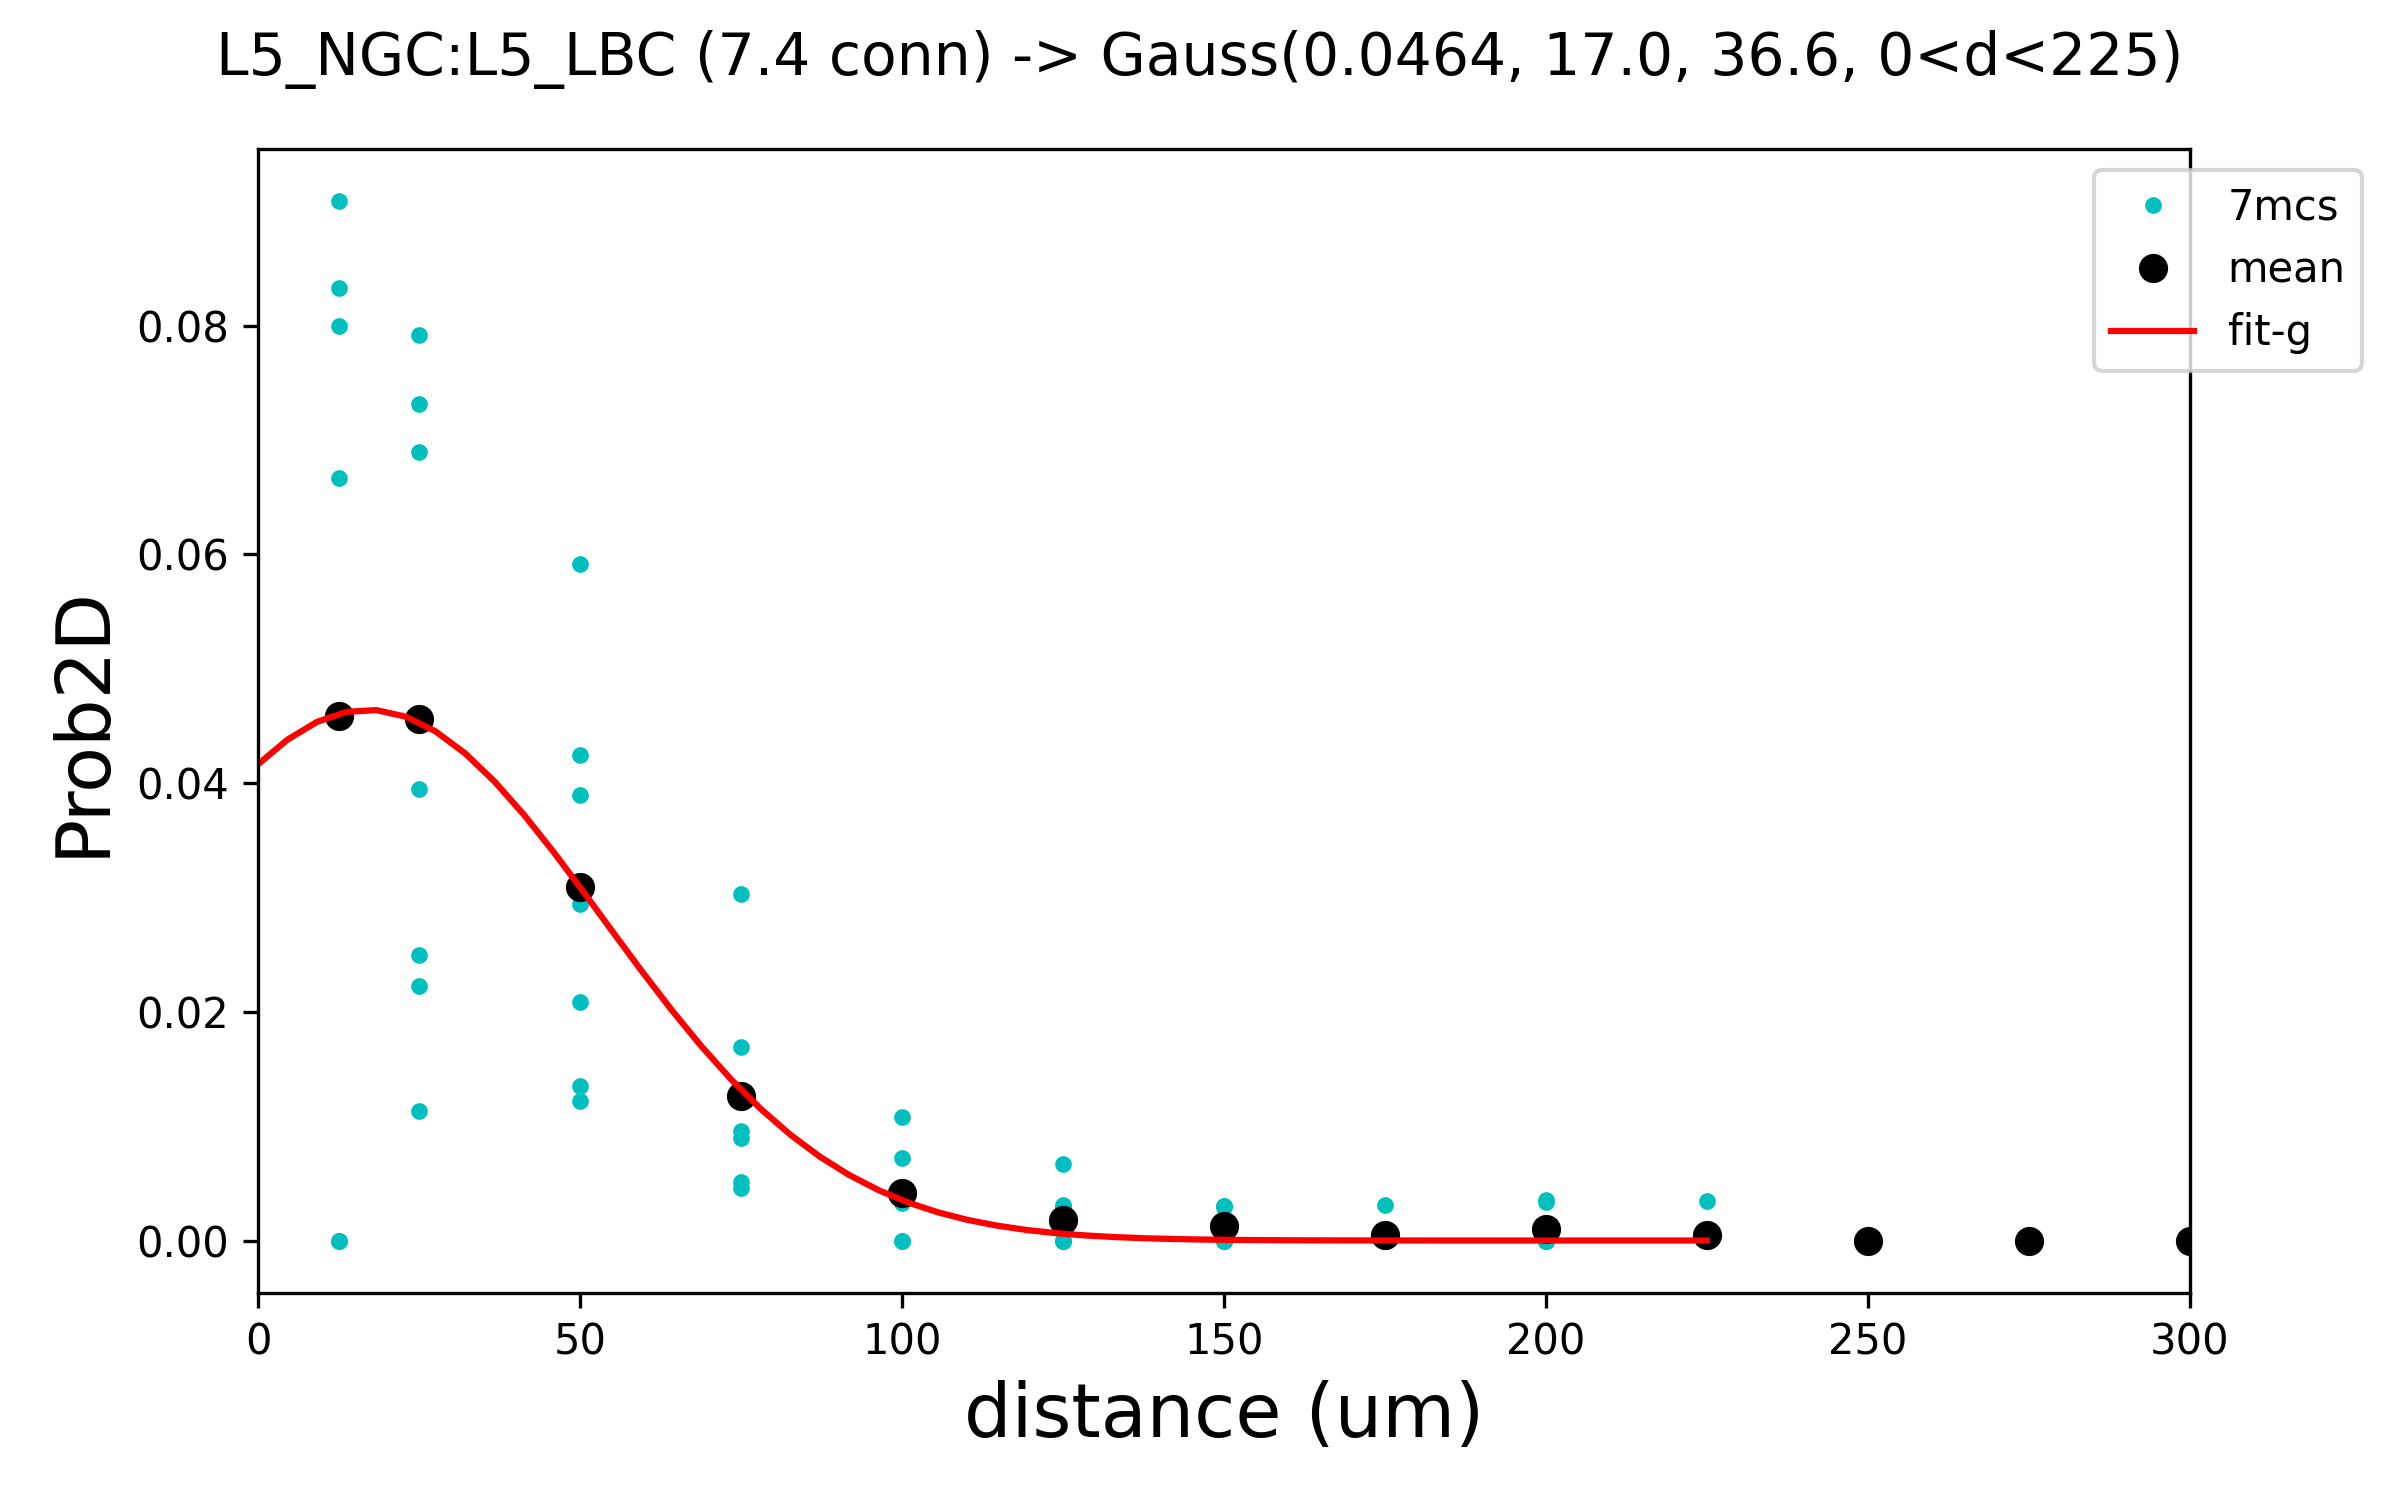 L5_NGC:L5_LBC (7.4 conn) -> Gauss(0.0464, 17.0, 36.6, 0<d<225)
7mcs
mean
fit-g
0.08
0.06
0.04
0.02
0.00
Prob2D
0 50 100 150 200 250 300
distance (um)